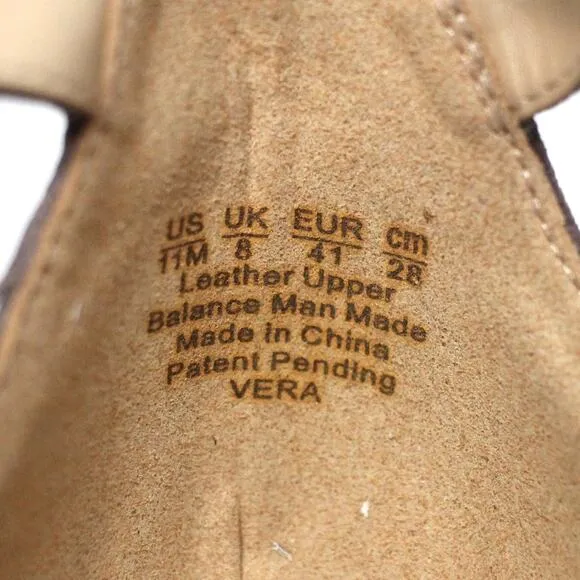 US UK EUR cm
11M 8 41 28
Leather Upper
Balance Man Made
Made in China
Patent Pending
VERA